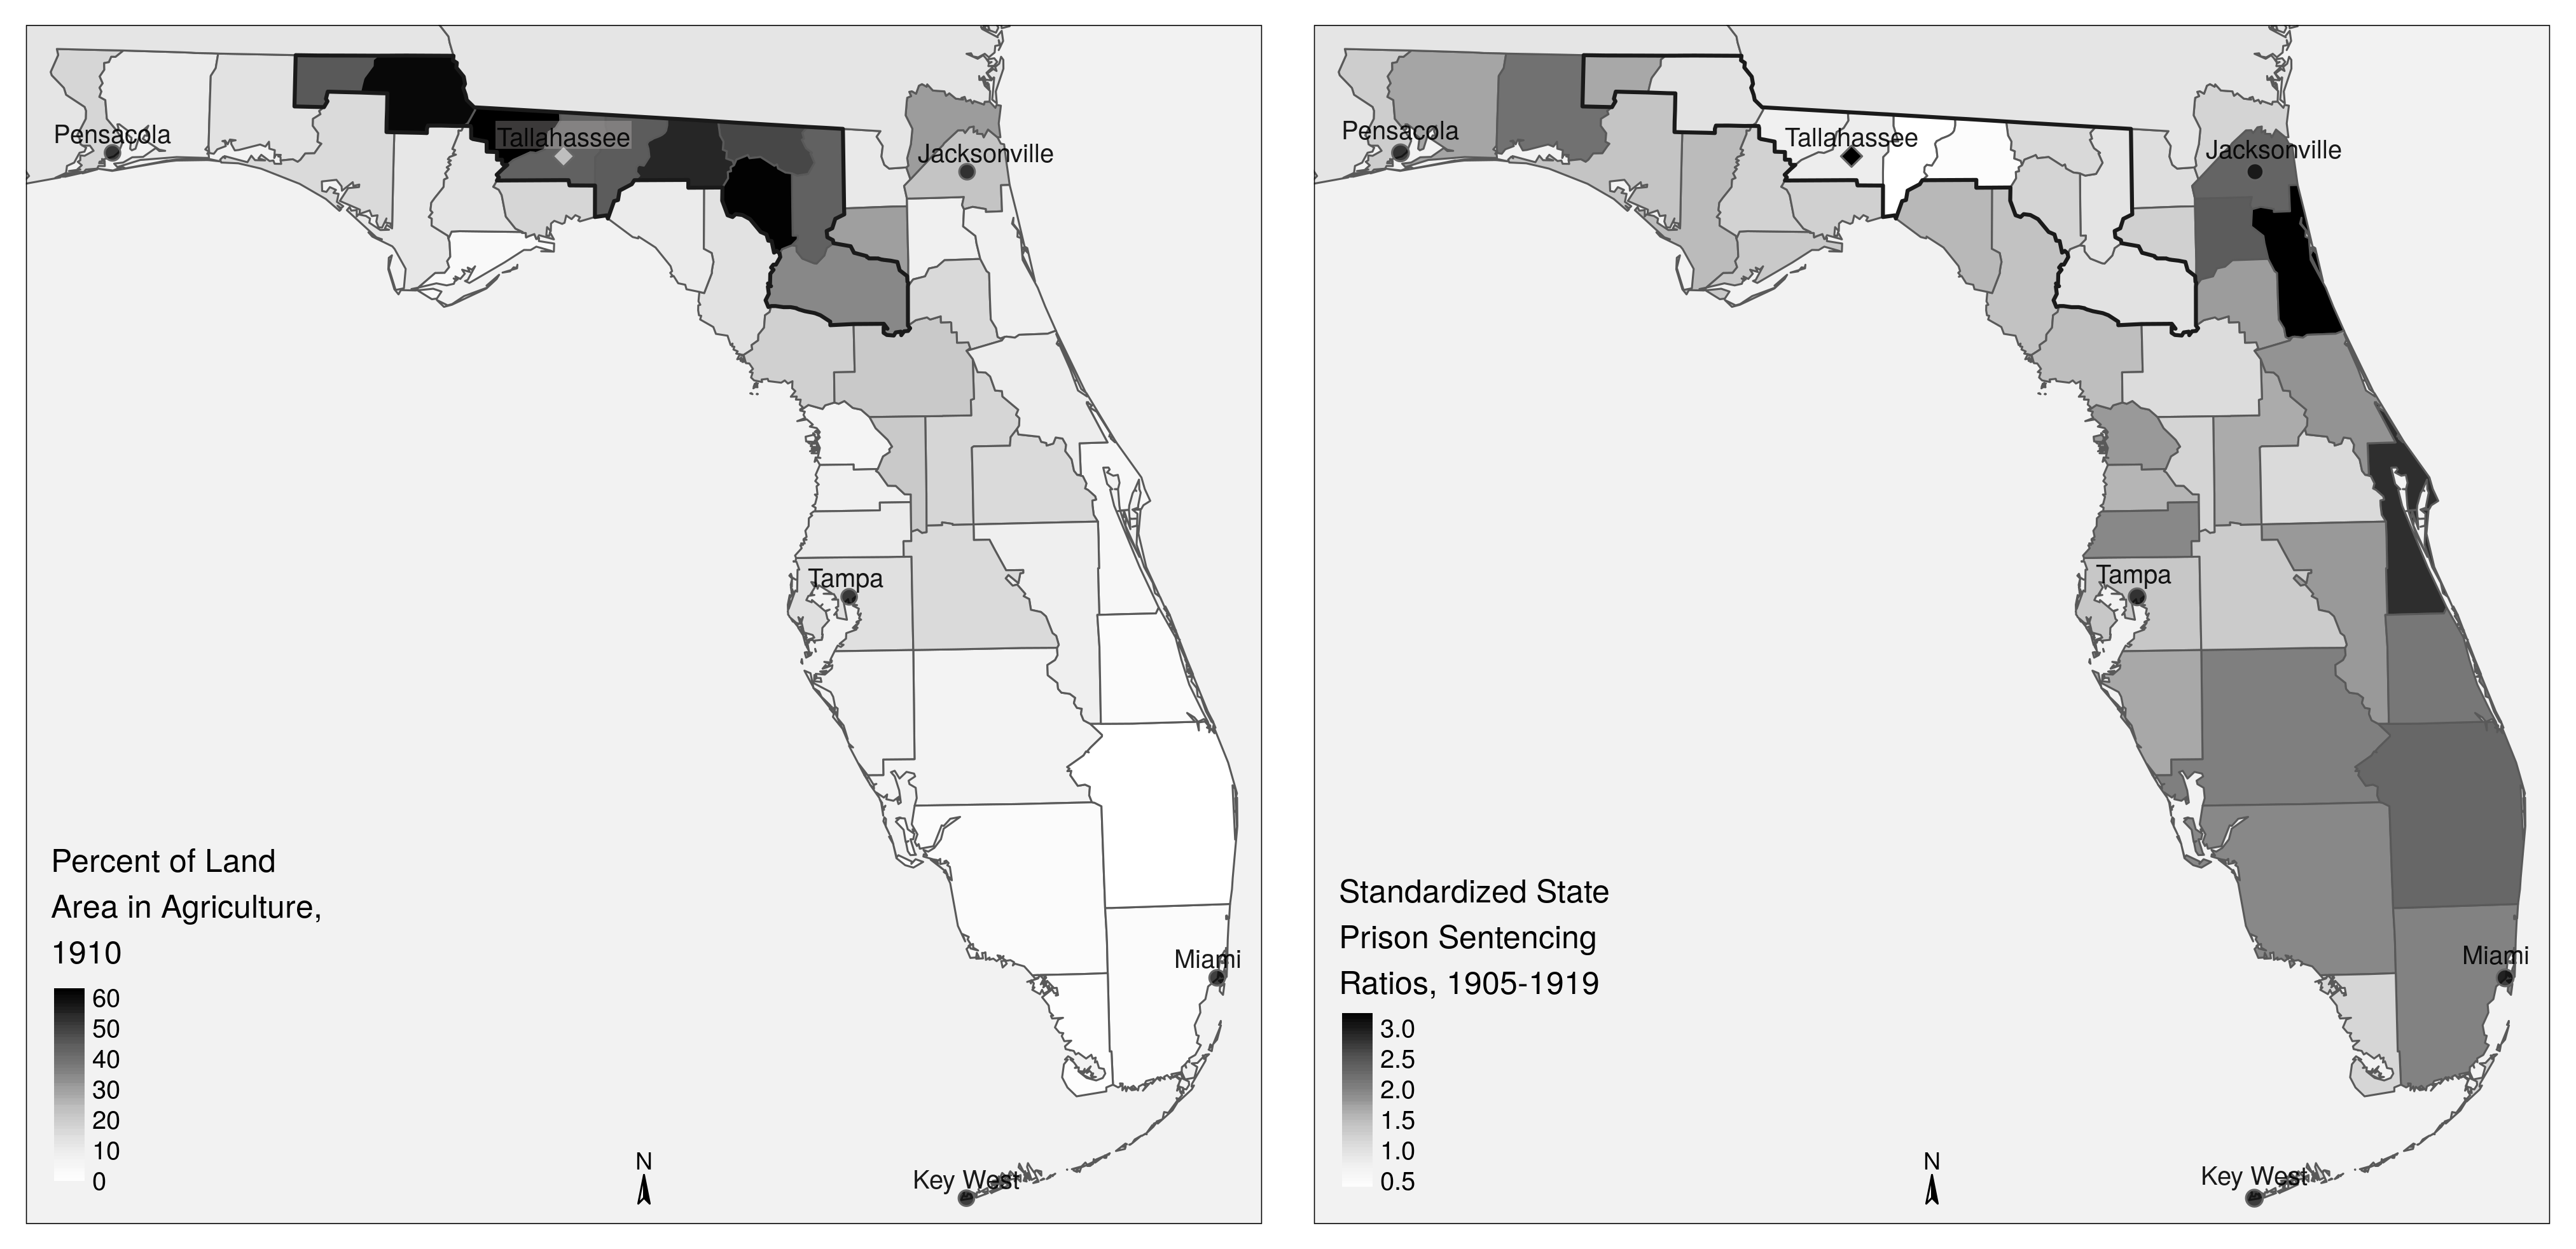 Pensacola
Tallahassee
Jacksonville
Tampa
Miami
Key West
Percent of Land
Area in Agriculture,
1910
60
50
40
30
20
10
0
N
Pensacola
Tallahassee
Jacksonville
Tampa
Miami
Key West
Standardized State
Prison Sentencing
Ratios, 1905-1919
3.0
2.5
2.0
1.5
1.0
0.5
N